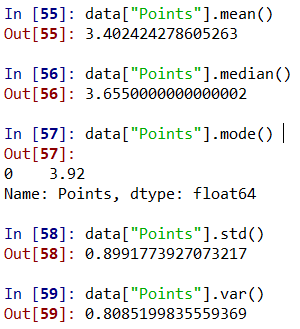 In [55]: data["Points"].mean()
Out[55]: 3.402424278605263
In [56]: data["Points"].median()
Out[56]: 3.6550000000000002
In [57]: data["Points"].mode()
Out[57]:
0    3.92
Name: Points, dtype: float64
In [58]: data["Points"].std()
Out[58]: 0.8991773927073217
In [59]: data["Points"].var()
Out[59]: 0.8085199835559369